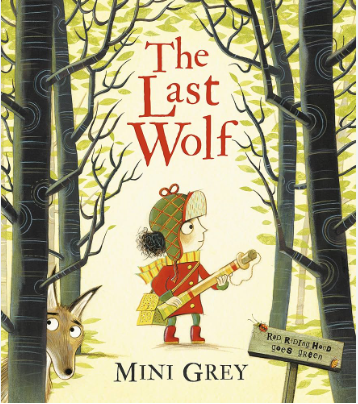 The
Last
Wolf
Red Riding Hood
goes green
MINI GREY